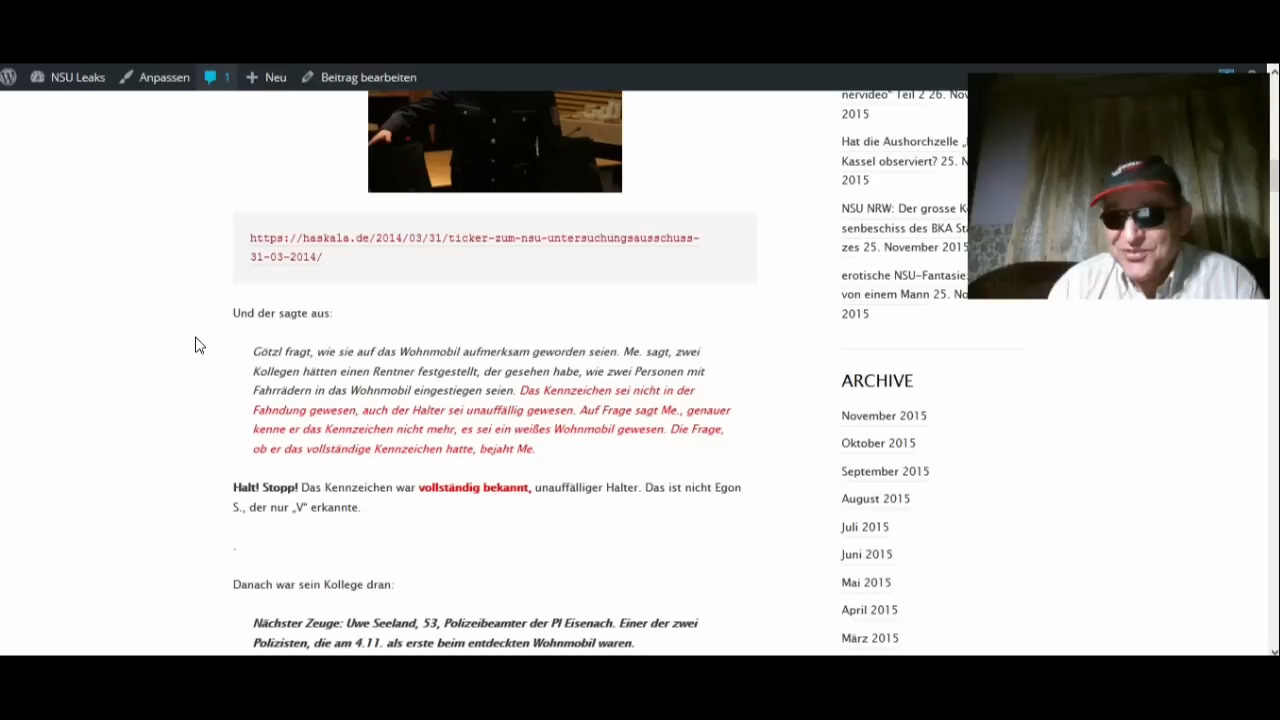 NSU Leaks Anpassen 1 Neu Beitrag bearbeiten
https://haskala.de/2014/03/31/ticker-zum-nsu-untersuchungsausschuss-
31-03-2014/
Und der sagte aus:
Götzl fragt, wie sie auf das Wohnmobil aufmerksam geworden seien. Me. sagt, zwei
Kollegen hätten einen Rentner festgestellt, der gesehen habe, wie zwei Personen mit
Fahrrädern in das Wohnmobil eingestiegen seien. Das Kennzeichen sei nicht in der
Fahndung gewesen, auch der Halter sei unauffällig gewesen. Auf Frage sagt Me., genauer
kenne er das Kennzeichen nicht mehr, es sei ein weißes Wohnmobil gewesen. Die Frage,
ob er das vollständige Kennzeichen hatte, bejaht Me.
Halt! Stopp! Das Kennzeichen war vollständig bekannt, unauffälliger Halter. Das ist nicht Egon
S., der nur „V“ erkannte.
.
Danach war sein Kollege dran:
Nächster Zeuge: Uwe Seeland, 53, Polizeibeamter der PI Eisenach. Einer der zwei
Polizisten, die am 4.11. als erste beim entdeckten Wohnmobil waren.
nervideo“ Teil 2 26. Nov
2015
Hat die Aushorchzelle
Kassel observiert? 25. N
2015
NSU NRW: Der grosse K
senbeschiss des BKA Sta
zes 25. November 2015
erotische NSU-Fantasie
von einem Mann 25. No
2015
ARCHIVE
November 2015
Oktober 2015
September 2015
August 2015
Juli 2015
Juni 2015
Mai 2015
April 2015
März 2015